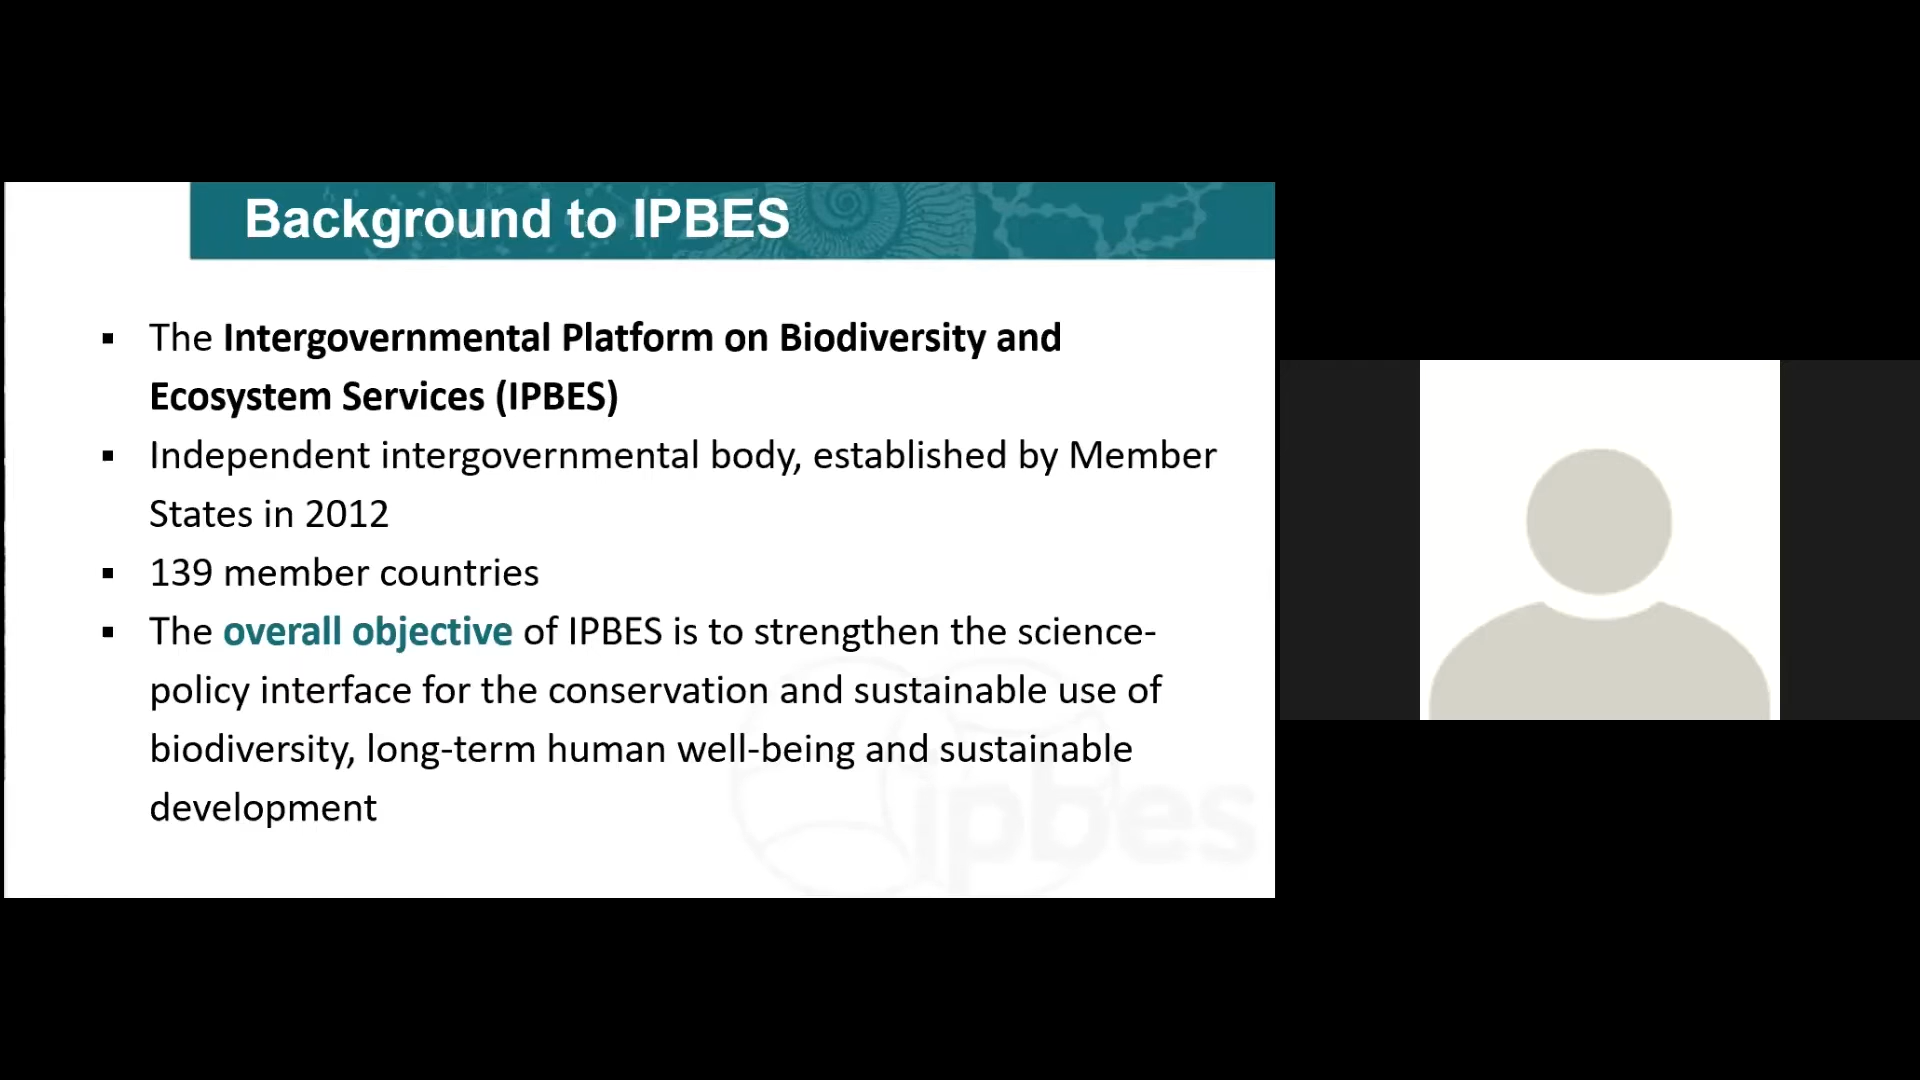 Background to IPBES
▪ The Intergovernmental Platform on Biodiversity and
Ecosystem Services (IPBES)
▪ Independent intergovernmental body, established by Member
States in 2012
▪ 139 member countries
▪ The overall objective of IPBES is to strengthen the science-
policy interface for the conservation and sustainable use of
biodiversity, long-term human well-being and sustainable
development
ipbes